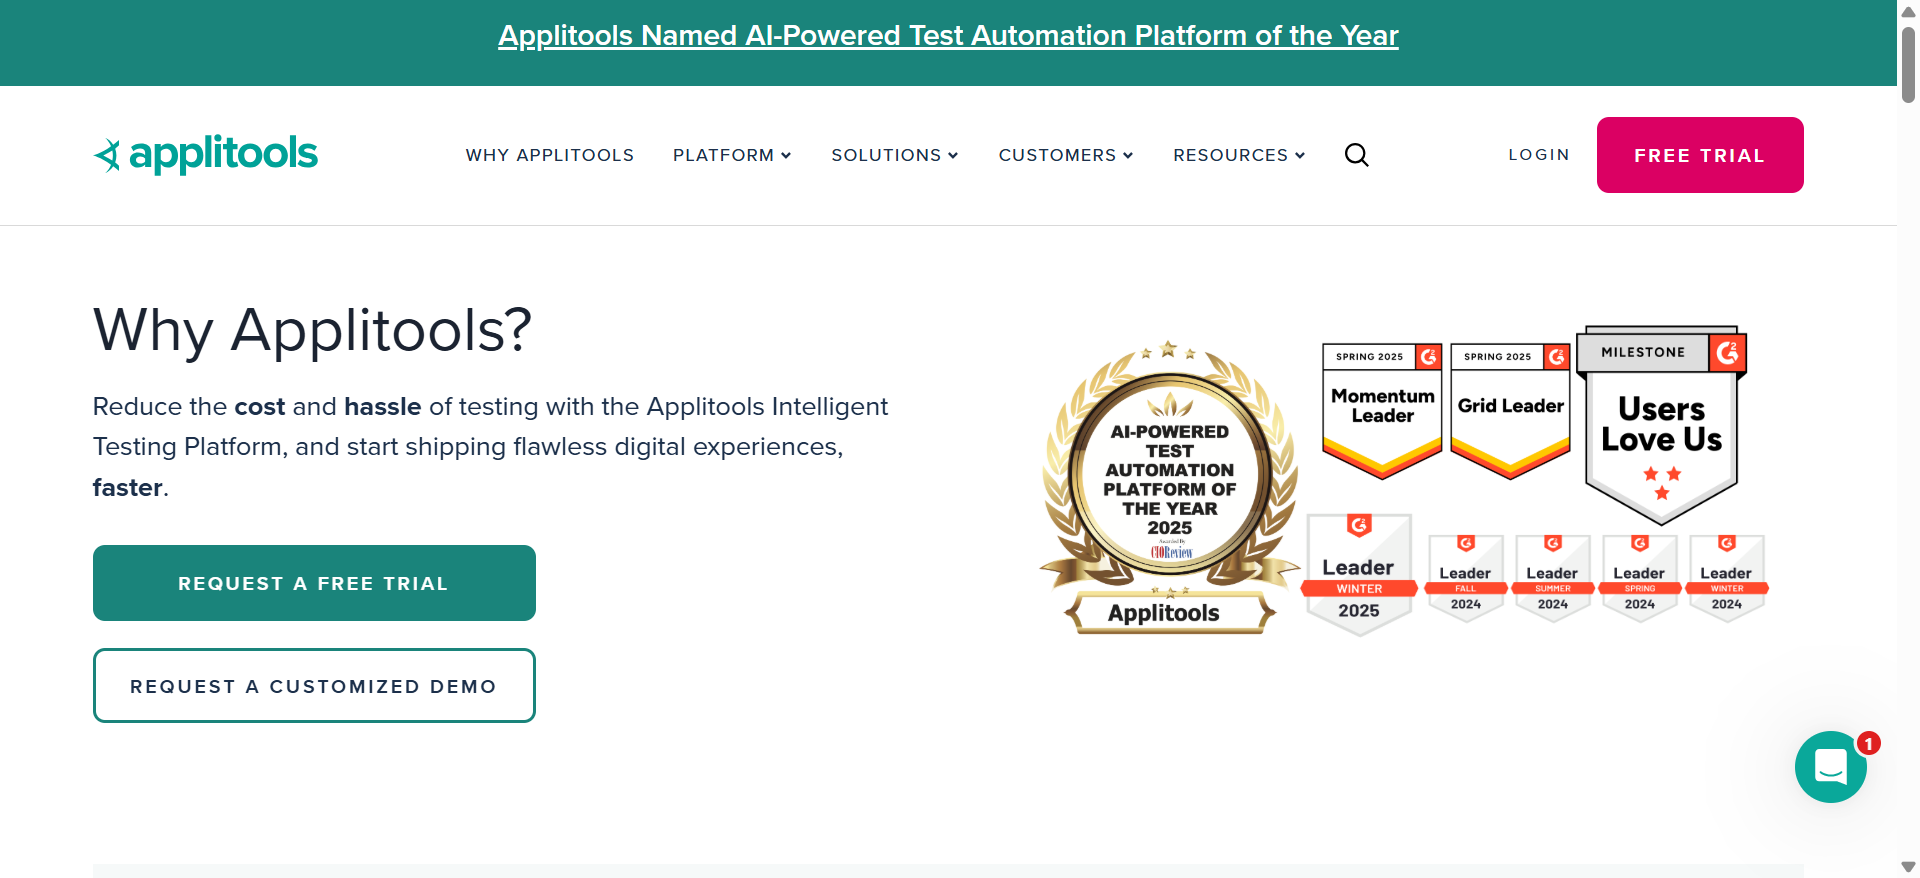 Applitools Named AI-Powered Test Automation Platform of the Year
applitools
WHY APPLITOOLS
PLATFORM
SOLUTIONS
CUSTOMERS
RESOURCES
LOGIN
FREE TRIAL
Why Applitools?
Reduce the cost and hassle of testing with the Applitools Intelligent
Testing Platform, and start shipping flawless digital experiences,
faster.
REQUEST A FREE TRIAL
REQUEST A CUSTOMIZED DEMO
AI-POWERED
TEST
AUTOMATION
PLATFORM OF
THE YEAR
2025
Awarded By
CIOReview
Applitools
SPRING 2025
Momentum
Leader
SPRING 2025
Grid Leader
MILESTONE
Users
Love Us
Leader
WINTER
2025
Leader
FALL
2024
Leader
SUMMER
2024
Leader
SPRING
2024
Leader
WINTER
2024
1